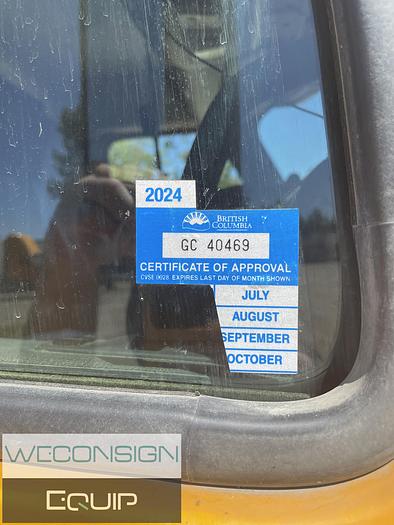 2024
BRITISH
COLUMBIA
GC 40469
CERTIFICATE OF APPROVAL
EXPIRES LAST DAY OF MONTH SHOWN
JULY
AUGUST
SEPTEMBER
OCTOBER
WECONSIGN
EQUIP